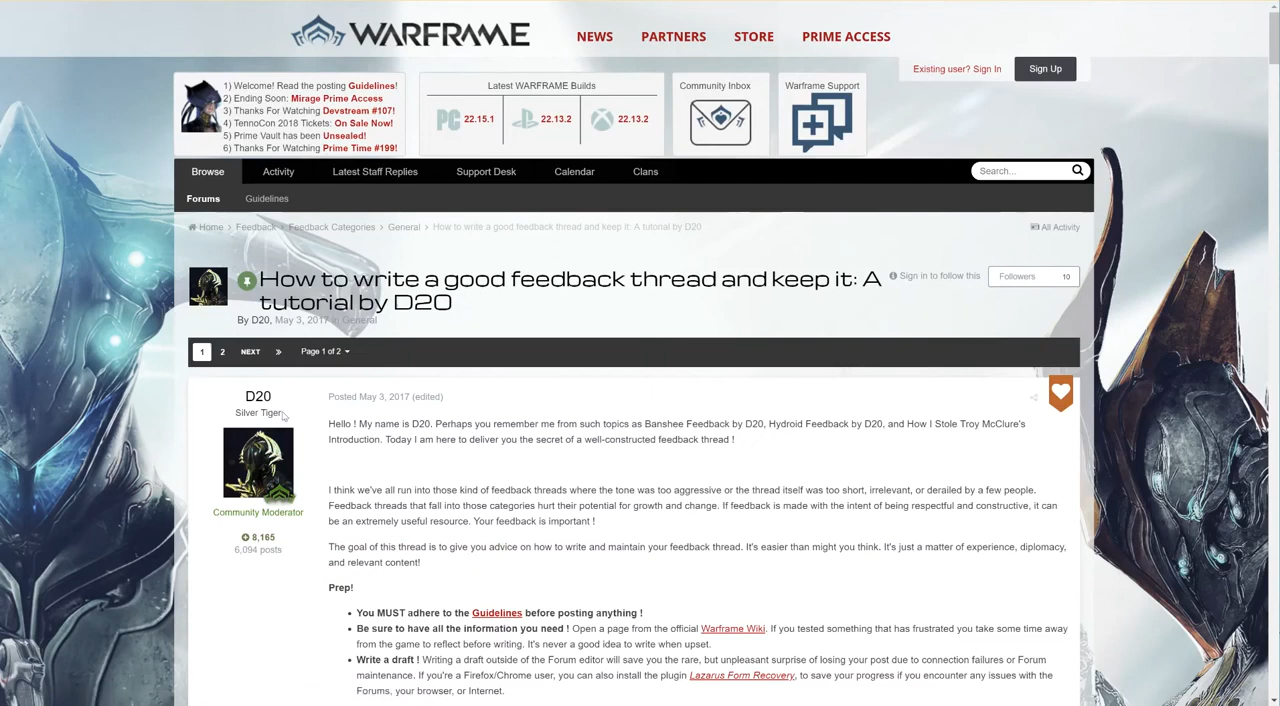 WARFRAME
NEWS PARTNERS STORE PRIME ACCESS
Existing user? Sign In Sign Up
1) Welcome! Read the posting Guidelines!
2) Ending Soon: Mirage Prime Access
3) Thanks For Watching Devstream #107!
4) TennoCon 2018 Tickets: On Sale Now!
5) Prime Vault has been Unsealed!
6) Thanks For Watching Prime Time #199!
Latest WARFRAME Builds
PC 22.15.1 22.13.2 22.13.2
Community Inbox
Warframe Support
Browse Activity Latest Staff Replies Support Desk Calendar Clans
Search...
Forums Guidelines
Home > Feedback > Feedback Categories > General > How to write a good feedback thread and keep it: A tutorial by D20
All Activity
How to write a good feedback thread and keep it: A
tutorial by D20
Sign in to follow this
Followers 10
By D20, May 3, 2017 in General
1 2 NEXT » Page 1 of 2
D20
Silver Tiger
Community Moderator
8,165
6,094 posts
Posted May 3, 2017 (edited)
Hello ! My name is D20. Perhaps you remember me from such topics as Banshee Feedback by D20, Hydroid Feedback by D20, and How I Stole Troy McClure's
Introduction. Today I am here to deliver you the secret of a well-constructed feedback thread !
I think we've all run into those kind of feedback threads where the tone was too aggressive or the thread itself was too short, irrelevant, or derailed by a few people.
Feedback threads that fall into those categories hurt their potential for growth and change. If feedback is made with the intent of being respectful and constructive, it can
be an extremely useful resource. Your feedback is important !
The goal of this thread is to give you advice on how to write and maintain your feedback thread. It's easier than might you think. It's just a matter of experience, diplomacy,
and relevant content!
Prep!
• You MUST adhere to the Guidelines before posting anything !
• Be sure to have all the information you need ! Open a page from the official Warframe Wiki. If you tested something that has frustrated you take some time away
from the game to reflect before writing. It's never a good idea to write when upset.
• Write a draft ! Writing a draft outside of the Forum editor will save you the rare, but unpleasant surprise of losing your post due to connection failures or Forum
maintenance. If you're a Firefox/Chrome user, you can also install the plugin Lazarus Form Recovery, to save your progress if you encounter any issues with the
Forums, your browser, or Internet.